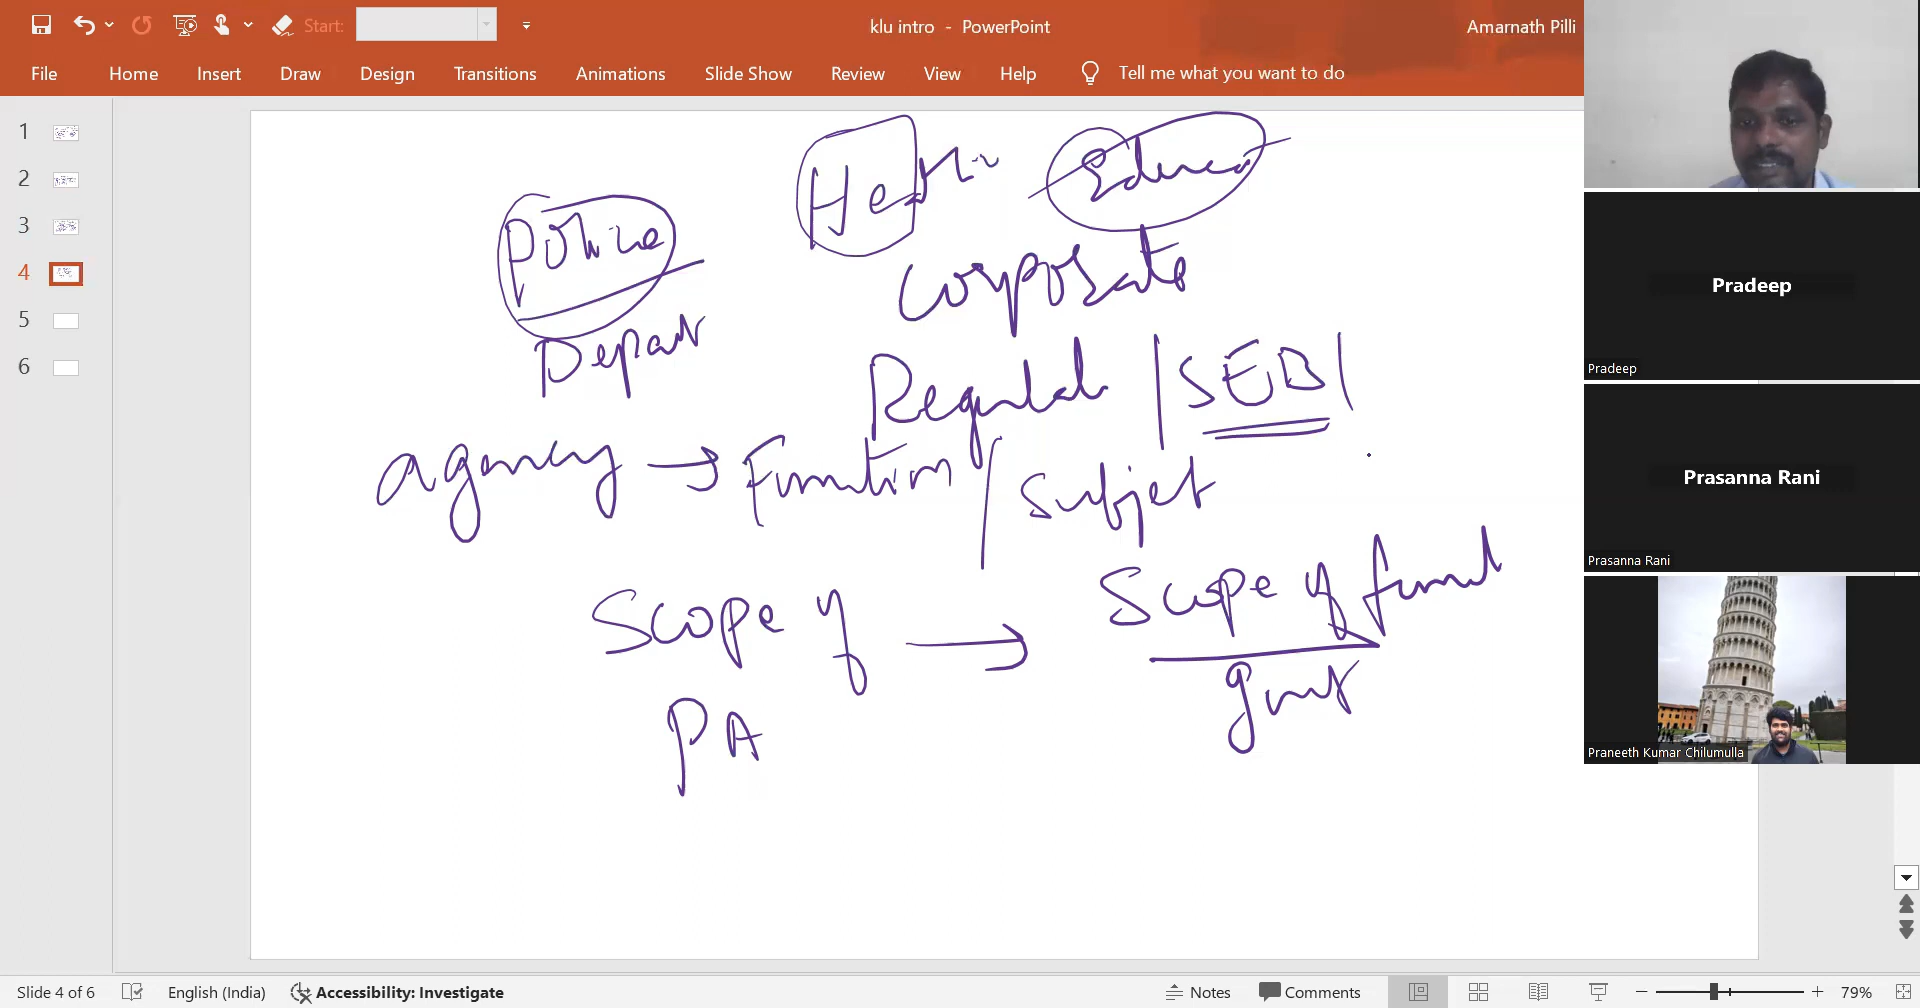 Start:
klu intro - PowerPoint
Amarnath Pilli
File Home Insert Draw Design Transitions Animations Slide Show Review View Help Tell me what you want to do
1
2
3
4
5
6
Police
Depart
Health
Educa
Corporate
Regulat / SEBI
agency → Function / Subject
Scope of → Scope of funct
PA
gmt
Pradeep
Pradeep
Prasanna Rani
Prasanna Rani
Praneeth Kumar Chilumulla
Slide 4 of 6 English (India) Accessibility: Investigate Notes Comments 79%